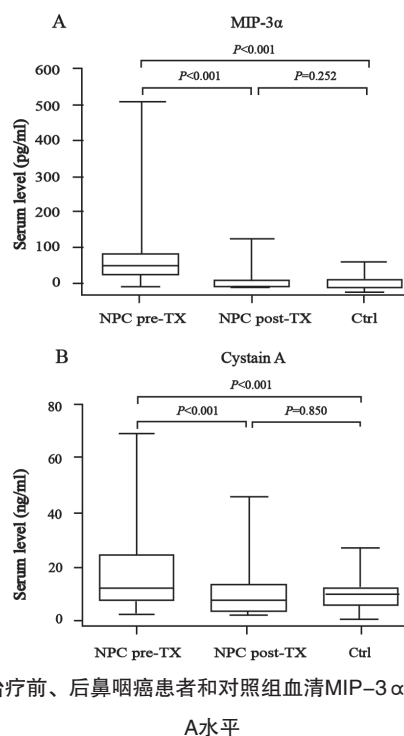 A
MIP-3α
P<0.001
P<0.001 P=0.252
600
500
400
300
200
100
0
Serum level (pg/ml)
NPC pre-TX NPC post-TX Ctrl
B
Cystain A
P<0.001
P<0.001 P=0.850
80
60
40
20
0
Serum level (ng/ml)
NPC pre-TX NPC post-TX Ctrl
治疗前、后鼻咽癌患者和对照组血清MIP-3α
A水平